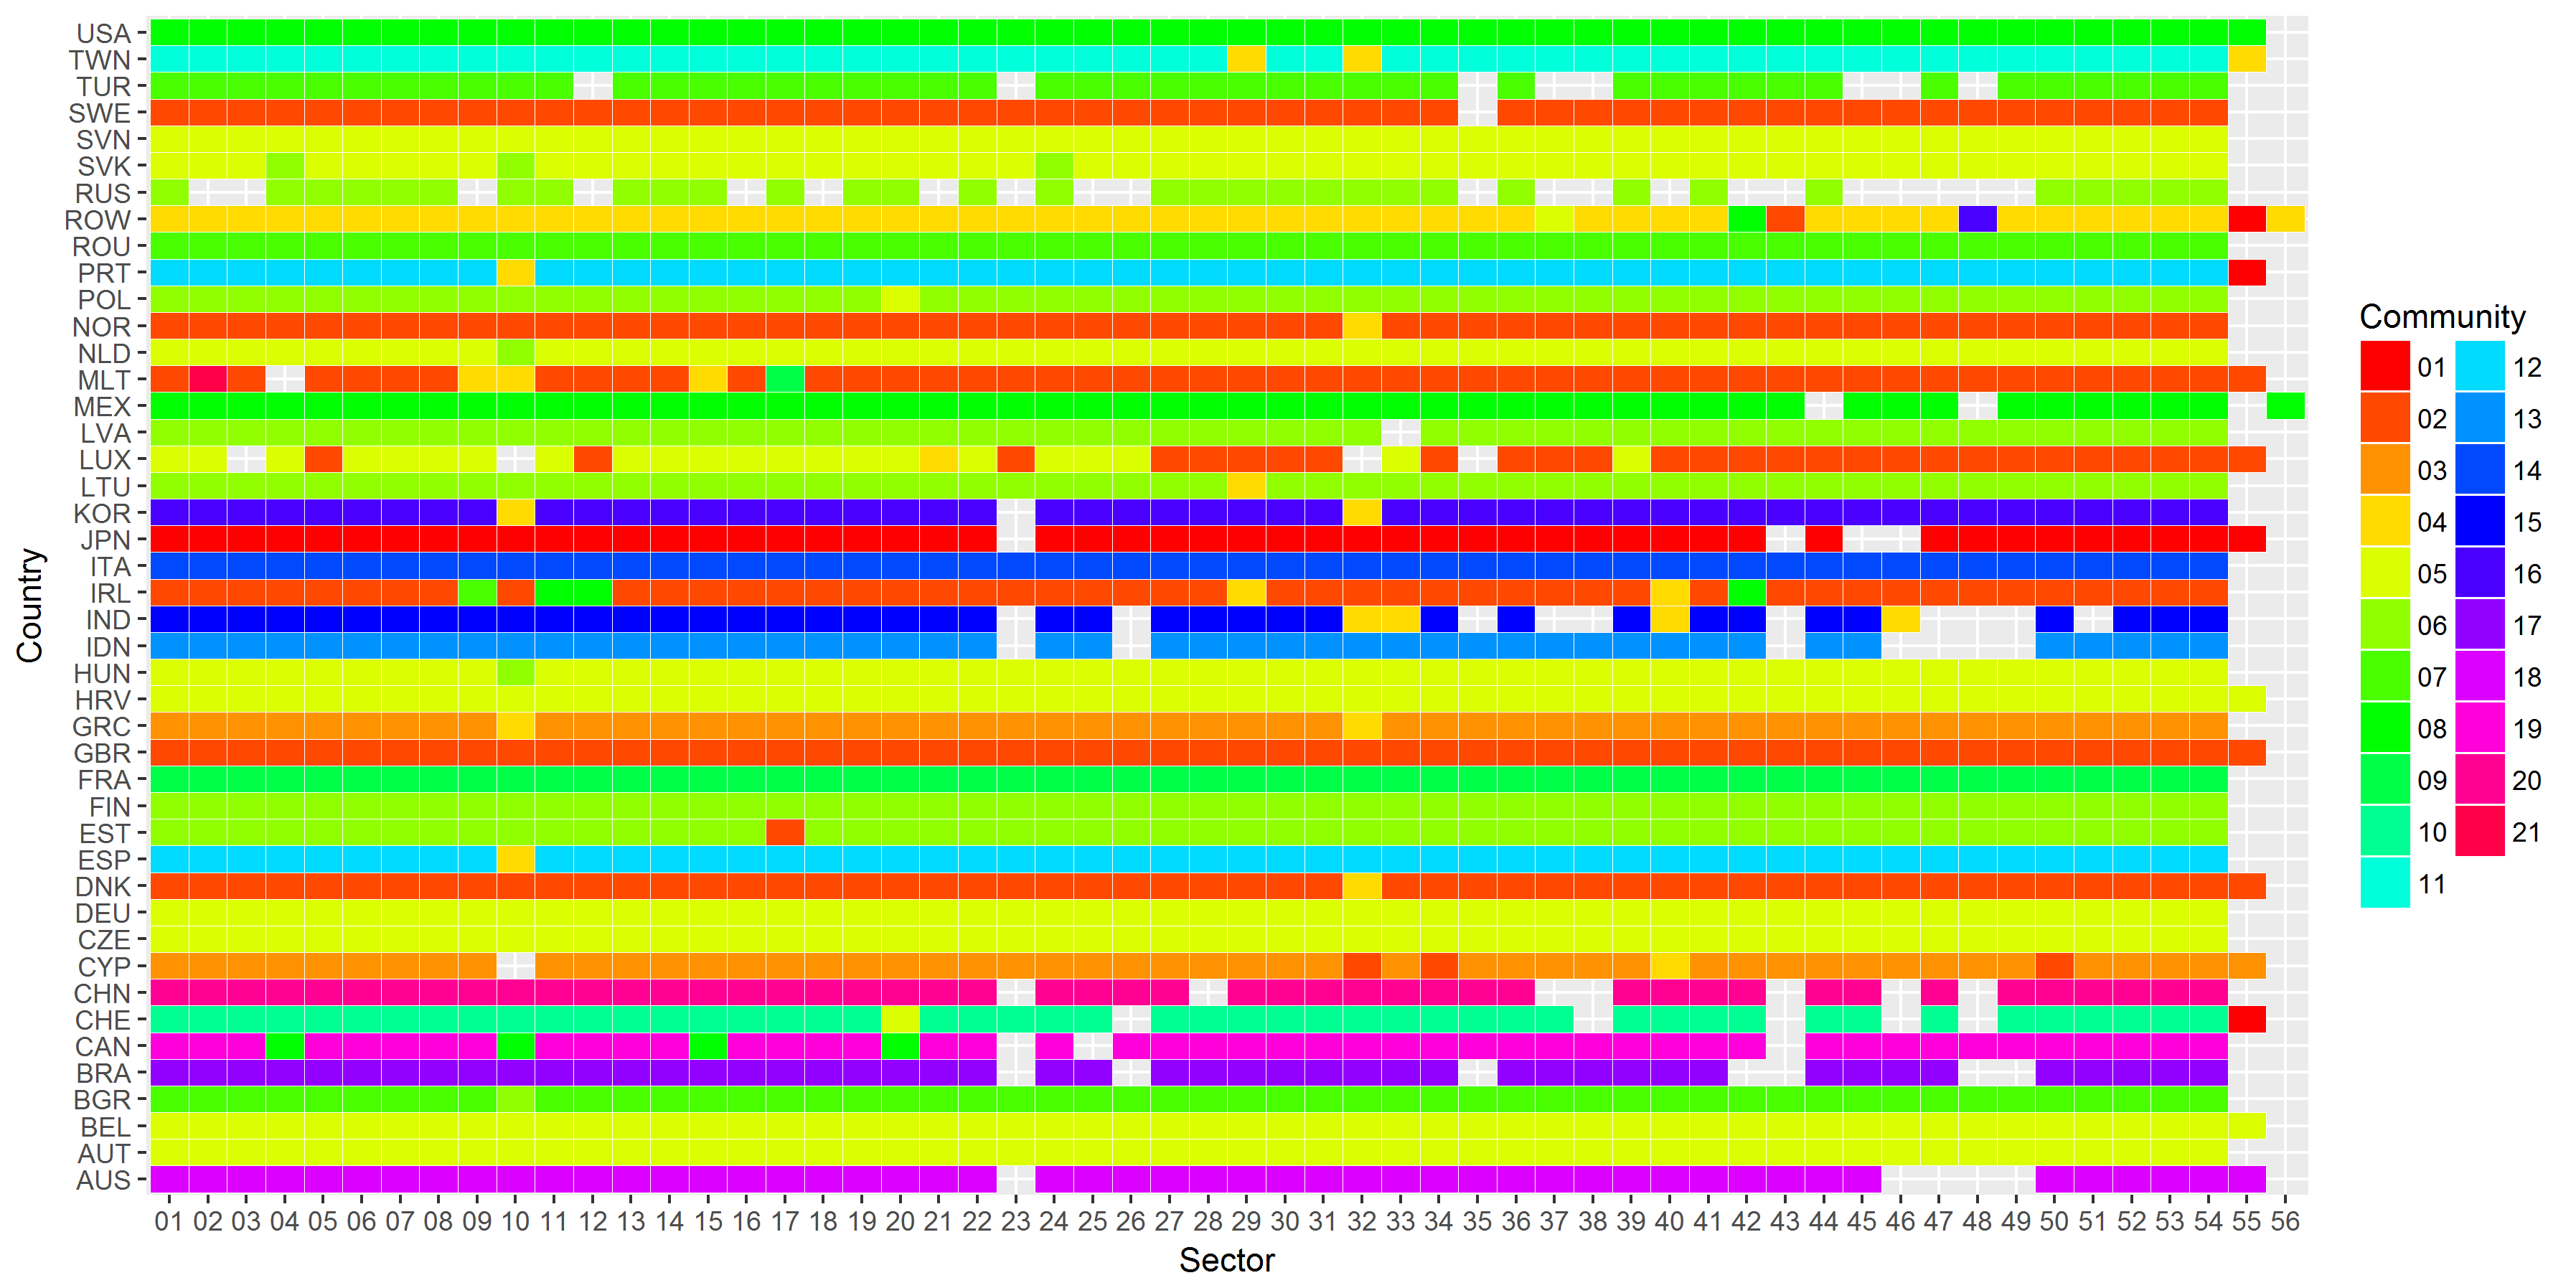 USA
TWN
TUR
SWE
SVN
SVK
RUS
ROW
ROU
PRT
POL
NOR
NLD
MLT
MEX
LVA
LUX
LTU
KOR
JPN
ITA
IRL
IND
IDN
HUN
HRV
GRC
GBR
FRA
FIN
EST
ESP
DNK
DEU
CZE
CYP
CHN
CHE
CAN
BRA
BGR
BEL
AUT
AUS
Country
01 02 03 04 05 06 07 08 09 10 11 12 13 14 15 16 17 18 19 20 21 22 23 24 25 26 27 28 29 30 31 32 33 34 35 36 37 38 39 40 41 42 43 44 45 46 47 48 49 50 51 52 53 54 55 56
Sector
Community
01 12
02 13
03 14
04 15
05 16
06 17
07 18
08 19
09 20
10 21
11